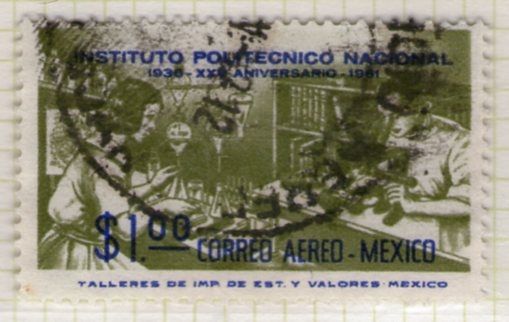 INSTITUTO POLITECNICO NACIONAL
1936 - XXV ANIVERSARIO - 1961
$1.00 CORREO AEREO - MEXICO
TALLERES DE IMP. DE EST. Y VALORES-MEXICO